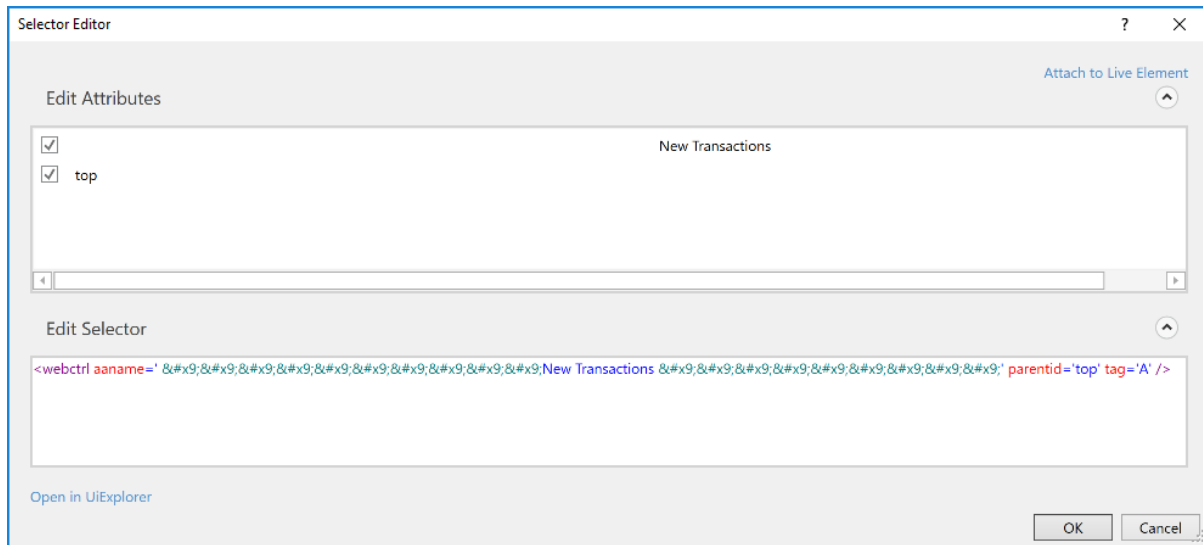 Selector Editor ? ×
Attach to Live Element
Edit Attributes
New Transactions
top
Edit Selector
<webctrl aaname=' &#x9;&#x9;&#x9;&#x9;&#x9;&#x9;&#x9;&#x9;&#x9;&#x9;New Transactions &#x9;&#x9;&#x9;&#x9;&#x9;&#x9;&#x9;&#x9;&#x9;' parentid='top' tag='A' />
Open in UiExplorer
OK Cancel